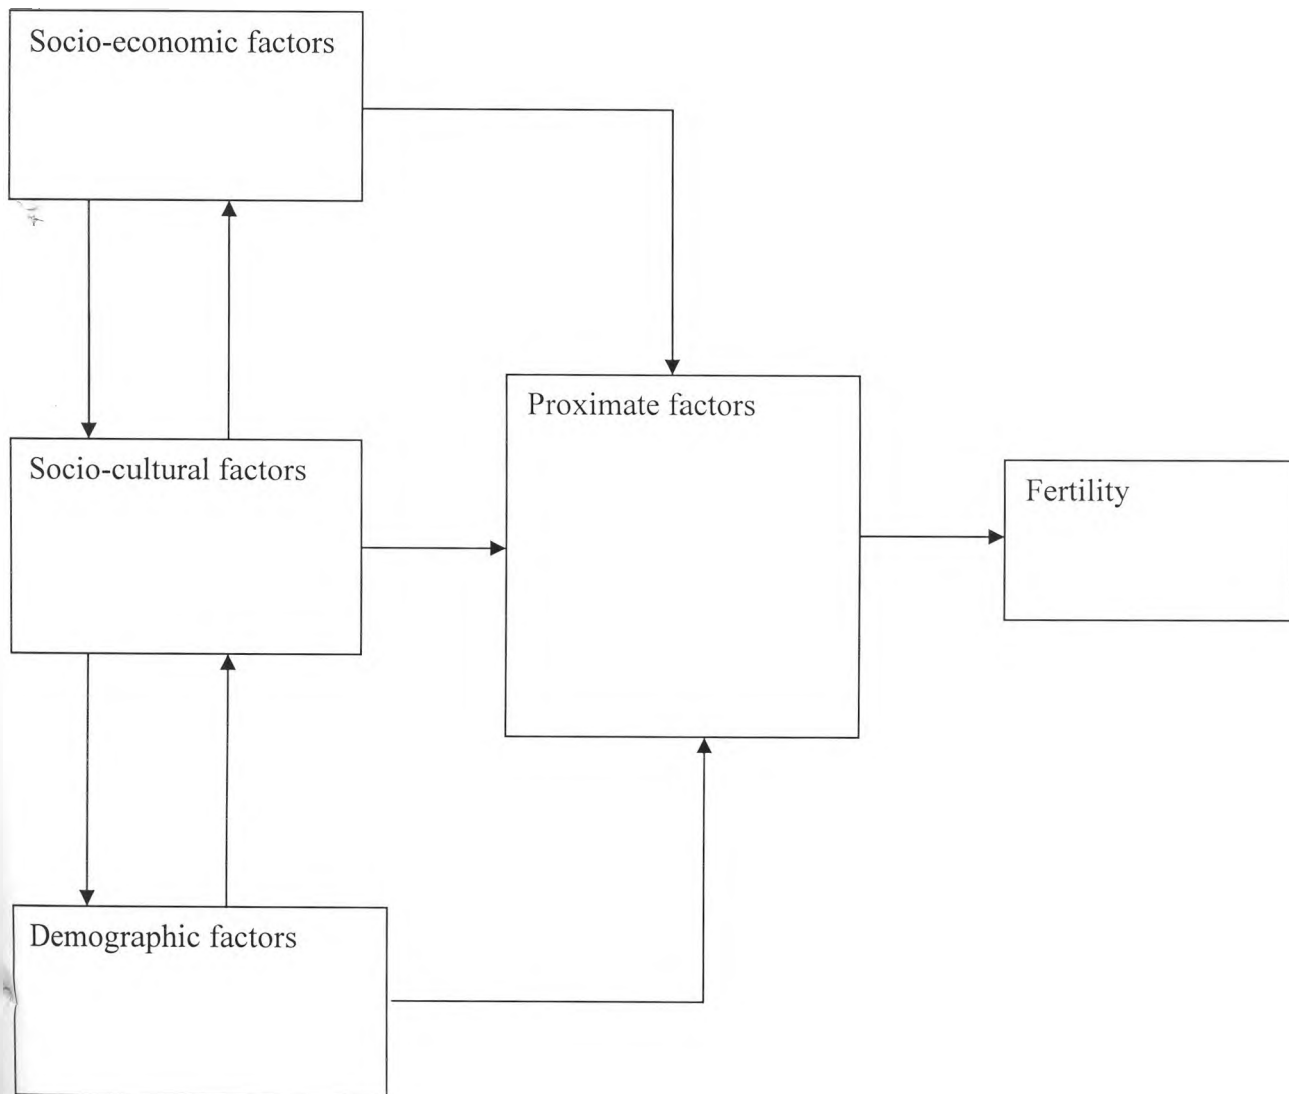 Socio-economic factors
Proximate factors
Socio-cultural factors
Fertility
Demographic factors